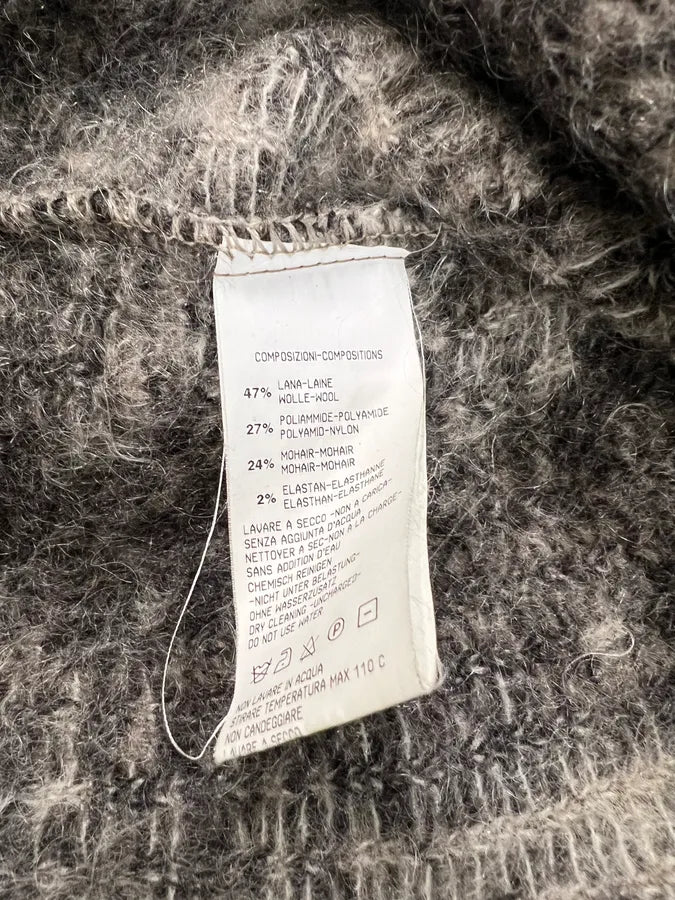 COMPOSIZIONI-COMPOSITIONS
47% LANA-LAINE
WOLLE-WOOL
27% POLIAMMIDE-POLYAMIDE
POLYAMID-NYLON
24% MOHAIR-MOHAIR
MOHAIR-MOHAIR
2% ELASTAN-ELASTHANNE
ELASTHAN-ELASTHANE
LAVARE A SECCO -NON A CARICA-
SENZA AGGIUNTA D'ACQUA
NETTOYER A SEC-NON A LA CHARGE-
SANS ADDITION D'EAU
CHEMISCH REINIGEN
-NICHT UNTER BELASTUNG-
OHNE WASSERZUSATZ
DRY CLEANING -UNCHARGED-
DO NOT USE WATER
P
NON LAVARE IN ACQUA
STIRARE TEMPERATURA MAX 110 C
NON CANDEGGIARE
LAVARE A SECCO